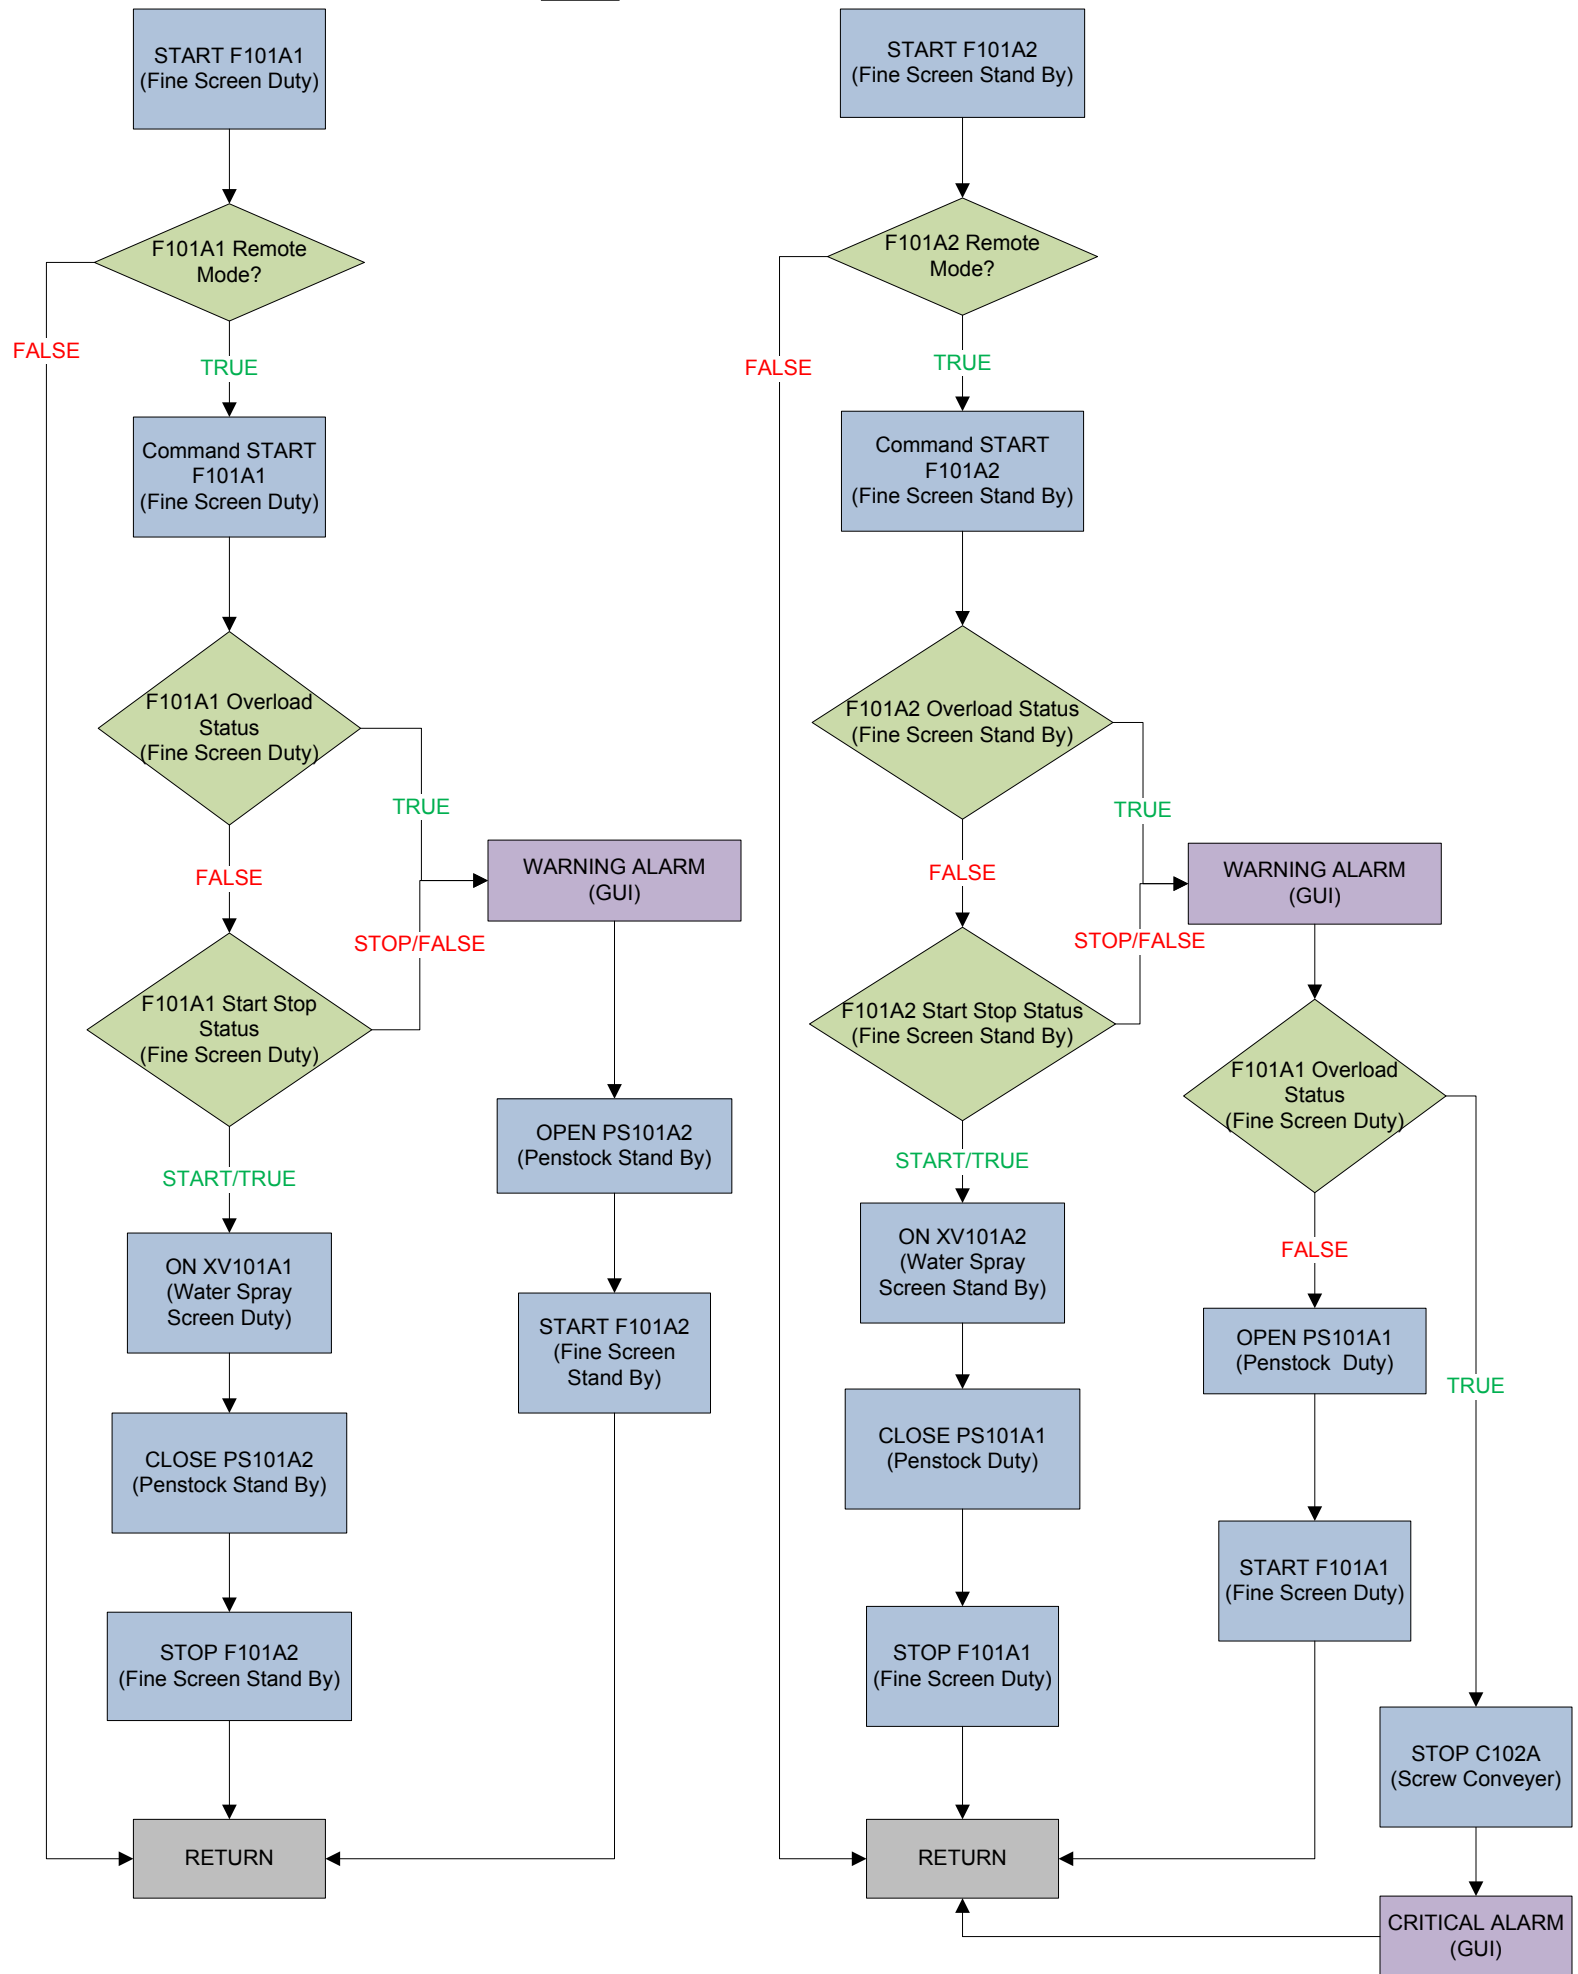 START F101A1
(Fine Screen Duty)
F101A1 Remote
Mode?
FALSE
TRUE
Command START
F101A1
(Fine Screen Duty)
F101A1 Overload
Status
(Fine Screen Duty)
TRUE
FALSE
WARNING ALARM
(GUI)
STOP/FALSE
F101A1 Start Stop
Status
(Fine Screen Duty)
START/TRUE
OPEN PS101A2
(Penstock Stand By)
ON XV101A1
(Water Spray
Screen Duty)
START F101A2
(Fine Screen
Stand By)
CLOSE PS101A2
(Penstock Stand By)
STOP F101A2
(Fine Screen Stand By)
RETURN
START F101A2
(Fine Screen Stand By)
F101A2 Remote
Mode?
FALSE
TRUE
Command START
F101A2
(Fine Screen Stand By)
F101A2 Overload Status
(Fine Screen Stand By)
TRUE
FALSE
WARNING ALARM
(GUI)
STOP/FALSE
F101A2 Start Stop Status
(Fine Screen Stand By)
F101A1 Overload
Status
(Fine Screen Duty)
START/TRUE
FALSE
ON XV101A2
(Water Spray
Screen Stand By)
OPEN PS101A1
(Penstock  Duty)
TRUE
CLOSE PS101A1
(Penstock Duty)
START F101A1
(Fine Screen Duty)
STOP F101A1
(Fine Screen Duty)
STOP C102A
(Screw Conveyer)
RETURN
CRITICAL ALARM
(GUI)